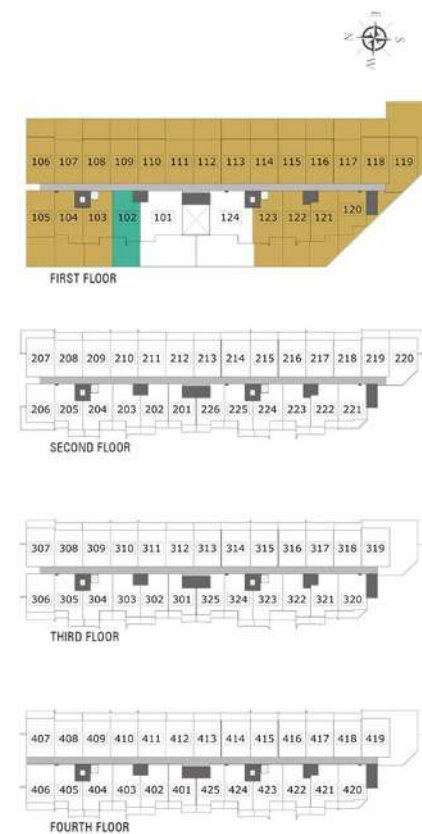 E
N S
W
106 107 108 109 110 111 112 113 114 115 116 117 118 119
105 104 103 102 101 124 123 122 121 120
FIRST FLOOR
207 208 209 210 211 212 213 214 215 216 217 218 219 220
206 205 204 203 202 201 226 225 224 223 222 221
SECOND FLOOR
307 308 309 310 311 312 313 314 315 316 317 318 319
306 305 304 303 302 301 325 324 323 322 321 320
THIRD FLOOR
407 408 409 410 411 412 413 414 415 416 417 418 419
406 405 404 403 402 401 425 424 423 422 421 420
FOURTH FLOOR